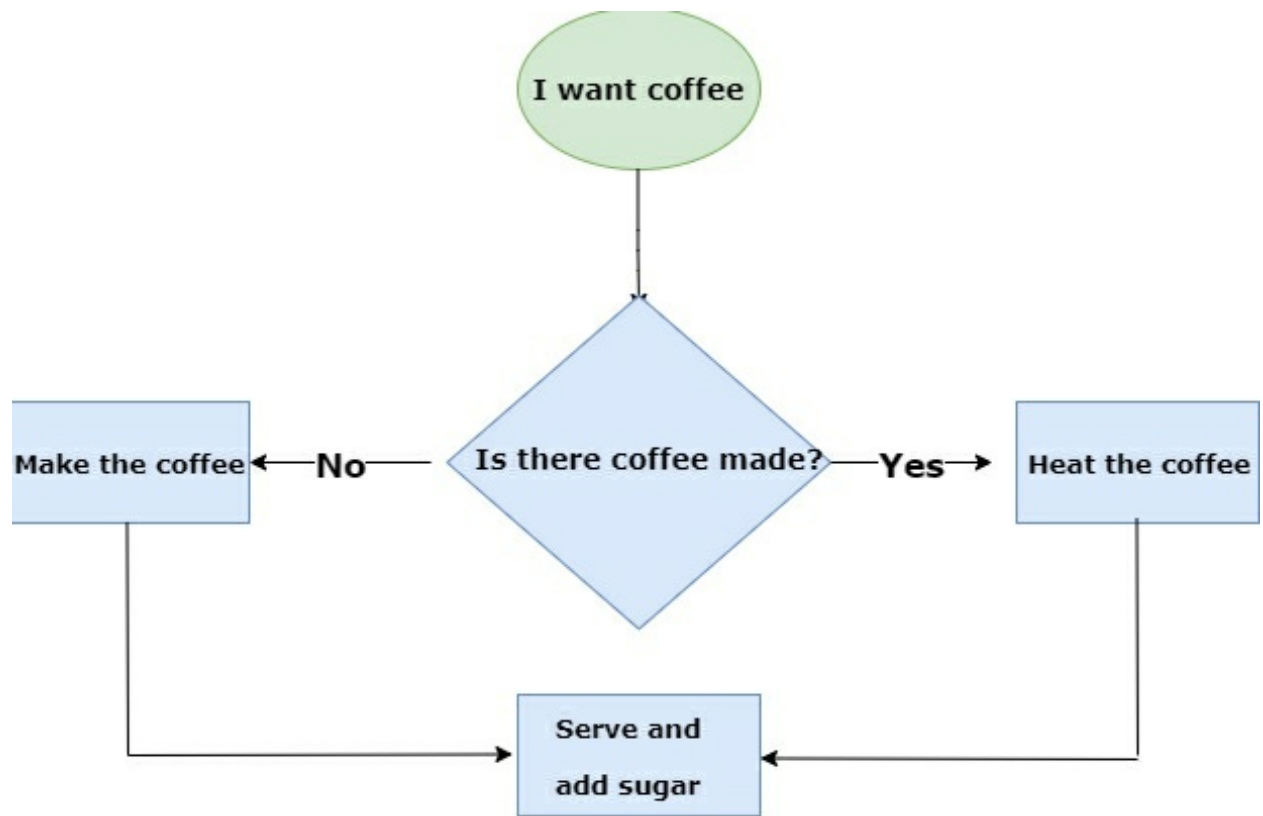 I want coffee
Is there coffee made?
Make the coffee
No
Yes
Heat the coffee
Serve and
add sugar